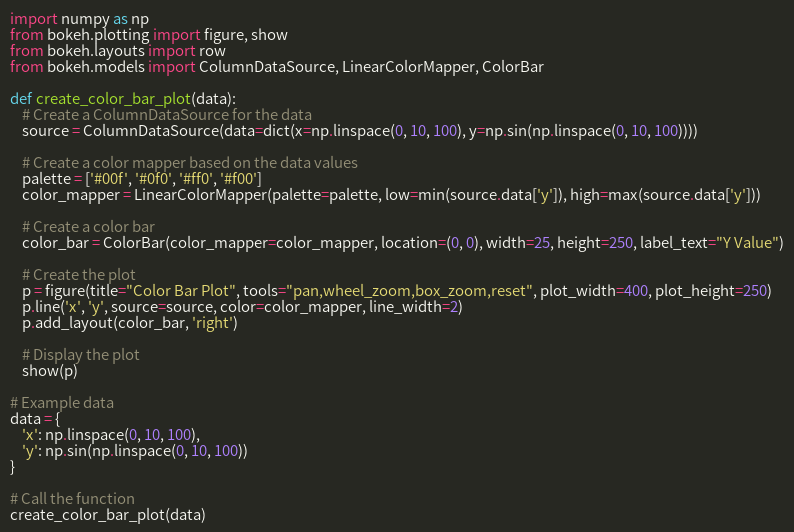 import numpy as np
from bokeh.plotting import figure, show
from bokeh.layouts import row
from bokeh.models import ColumnDataSource, LinearColorMapper, ColorBar

def create_color_bar_plot(data):
    # Create a ColumnDataSource for the data
    source = ColumnDataSource(data=dict(x=np.linspace(0, 10, 100), y=np.sin(np.linspace(0, 10, 100))))

    # Create a color mapper based on the data values
    palette = ['#00f', '#0f0', '#ff0', '#f00']
    color_mapper = LinearColorMapper(palette=palette, low=min(source.data['y']), high=max(source.data['y']))

    # Create a color bar
    color_bar = ColorBar(color_mapper=color_mapper, location=(0, 0), width=25, height=250, label_text="Y Value")

    # Create the plot
    p = figure(title="Color Bar Plot", tools="pan,wheel_zoom,box_zoom,reset", plot_width=400, plot_height=250)
    p.line('x', 'y', source=source, color=color_mapper, line_width=2)
    p.add_layout(color_bar, 'right')

    # Display the plot
    show(p)

# Example data
data = {
    'x': np.linspace(0, 10, 100),
    'y': np.sin(np.linspace(0, 10, 100))
}

# Call the function
create_color_bar_plot(data)